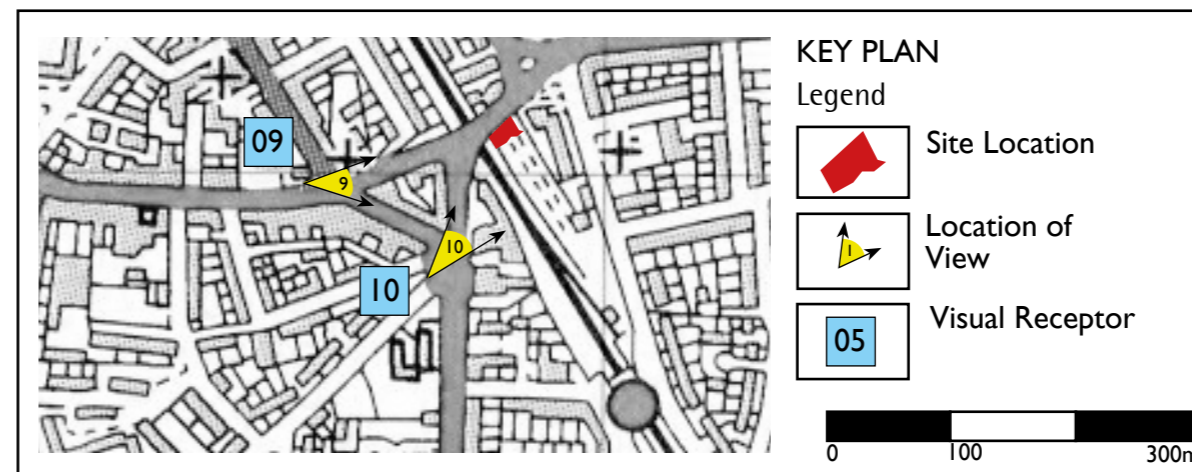 KEY PLAN
Legend
Site Location
Location of
View
Visual Receptor
09
9
10
10
1
05
0 100 300m